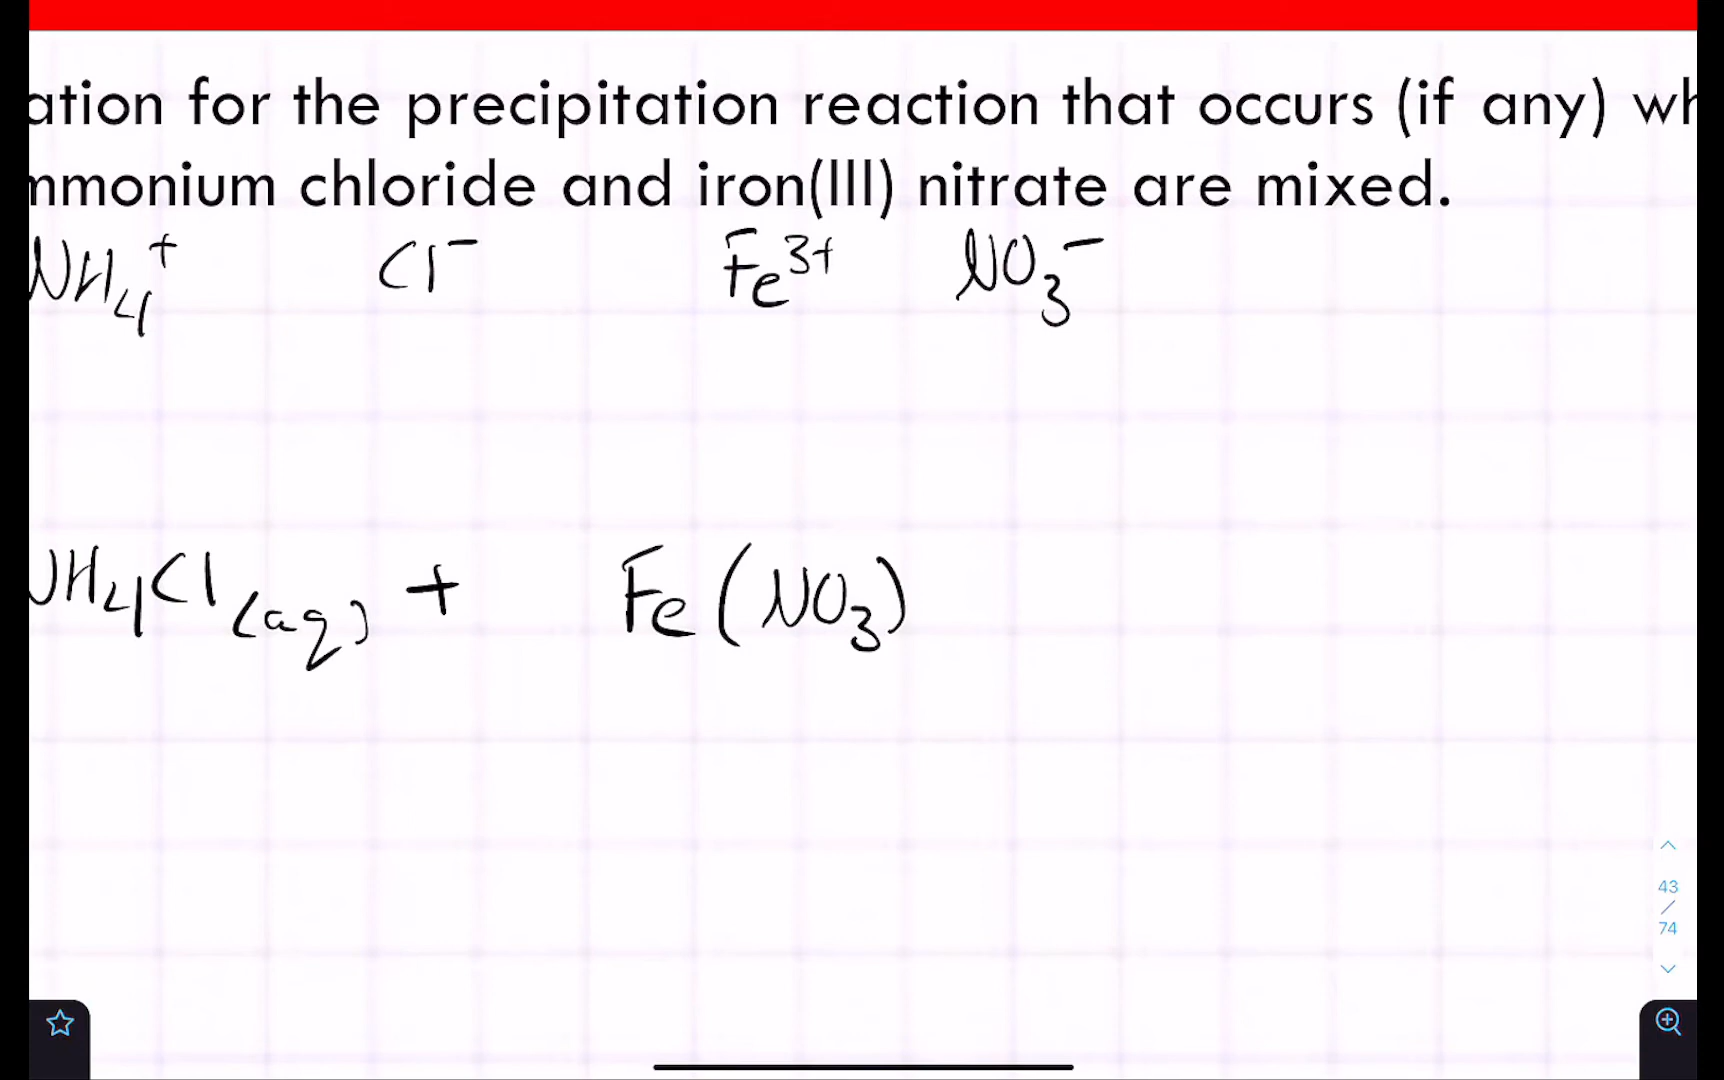 ation for the precipitation reaction that occurs (if any) wh
mmonium chloride and iron(III) nitrate are mixed.
NH₄⁺ Cl⁻ Fe³⁺ NO₃⁻
NH₄Cl (aq) + Fe(NO₃)
43
/
74